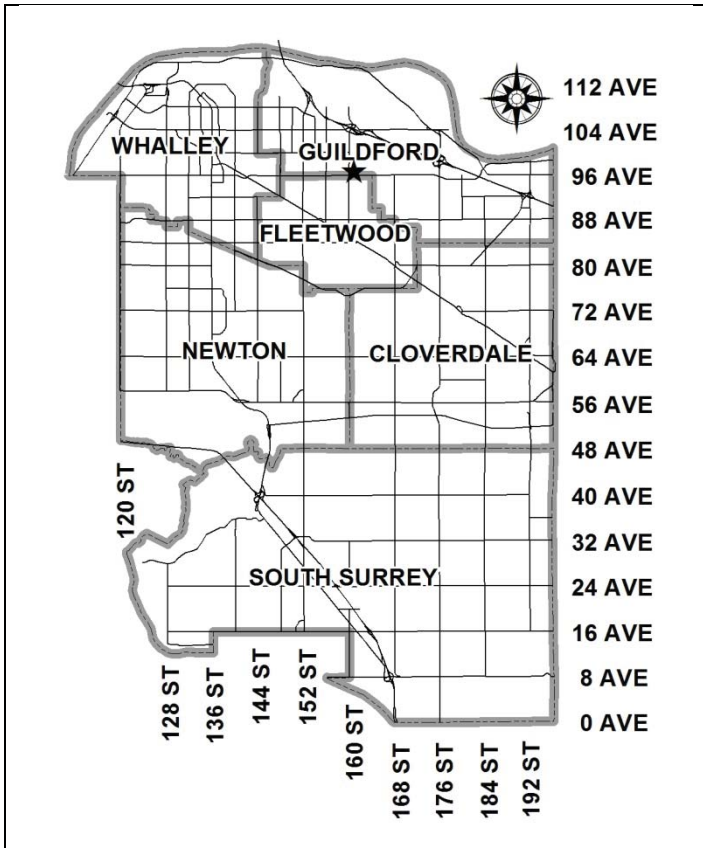 112 AVE
104 AVE
WHALLEY
GUILDFORD
96 AVE
88 AVE
FLEETWOOD
80 AVE
72 AVE
NEWTON
CLOVERDALE
64 AVE
56 AVE
48 AVE
120 ST
40 AVE
32 AVE
SOUTH SURREY
24 AVE
16 AVE
128 ST
136 ST
144 ST
152 ST
160 ST
8 AVE
0 AVE
168 ST
176 ST
184 ST
192 ST